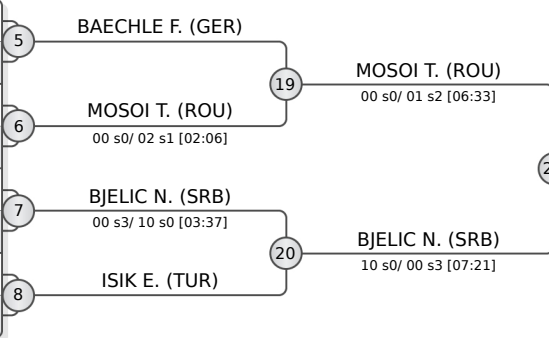 5
BAECHLE F. (GER)
19
MOSOI T. (ROU)
00 s0/ 01 s2 [06:33]
6
MOSOI T. (ROU)
00 s0/ 02 s1 [02:06]
7
BJELIC N. (SRB)
00 s3/ 10 s0 [03:37]
20
BJELIC N. (SRB)
10 s0/ 00 s3 [07:21]
8
ISIK E. (TUR)